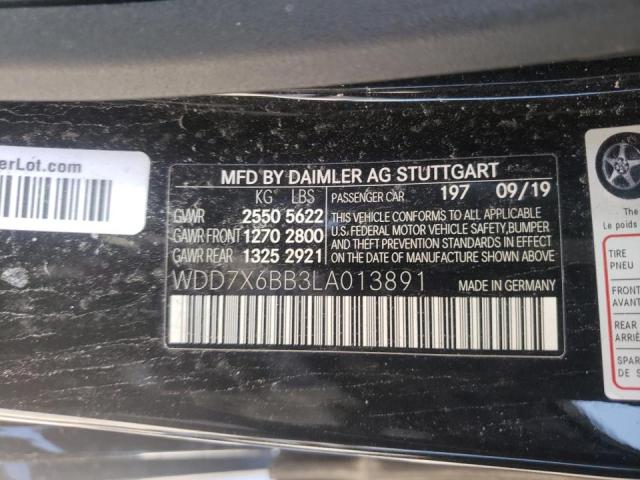 erLot.com
MFD BY DAIMLER AG STUTTGART
KG LBS PASSENGER CAR 197 09/19
GVWR 2550 5622 THIS VEHICLE CONFORMS TO ALL APPLICABLE
GAWR FRONT 1270 2800 U.S. FEDERAL MOTOR VEHICLE SAFETY, BUMPER
GAWR REAR 1325 2921 AND THEFT PREVENTION STANDARDS IN EFFECT
ON THE DATE OF MANUFACTURE SHOWN ABOVE.
WDD7X6BB3LA013891 MADE IN GERMANY
The
Le poids
TIRE
PNEU
FRONT
AVANT
REAR
ARRIÈ
SPAR
DE S